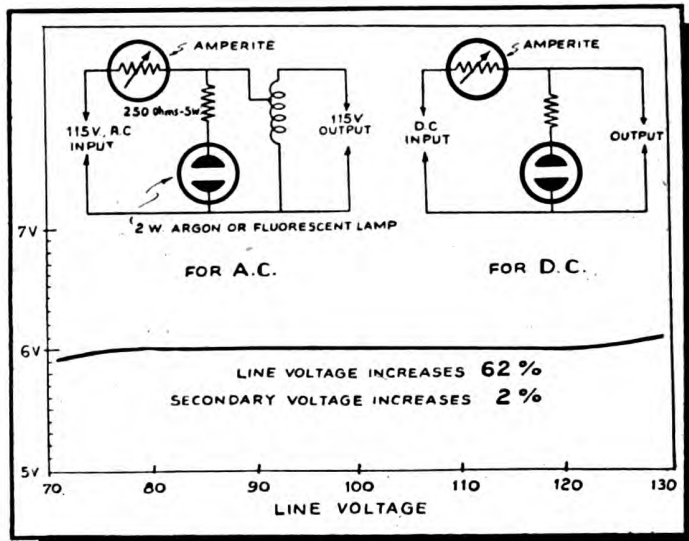 AMPERITE
250 Ohms-5W
115V. A.C
INPUT
115V
OUTPUT
2 W. ARGON OR FLUORESCENT LAMP
FOR A.C.
AMPERITE
D.C
INPUT
OUTPUT
FOR D.C.
7V
6V
5V
LINE VOLTAGE INCREASES 62 %
SECONDARY VOLTAGE INCREASES 2 %
70 80 90 100 110 120 130
LINE VOLTAGE